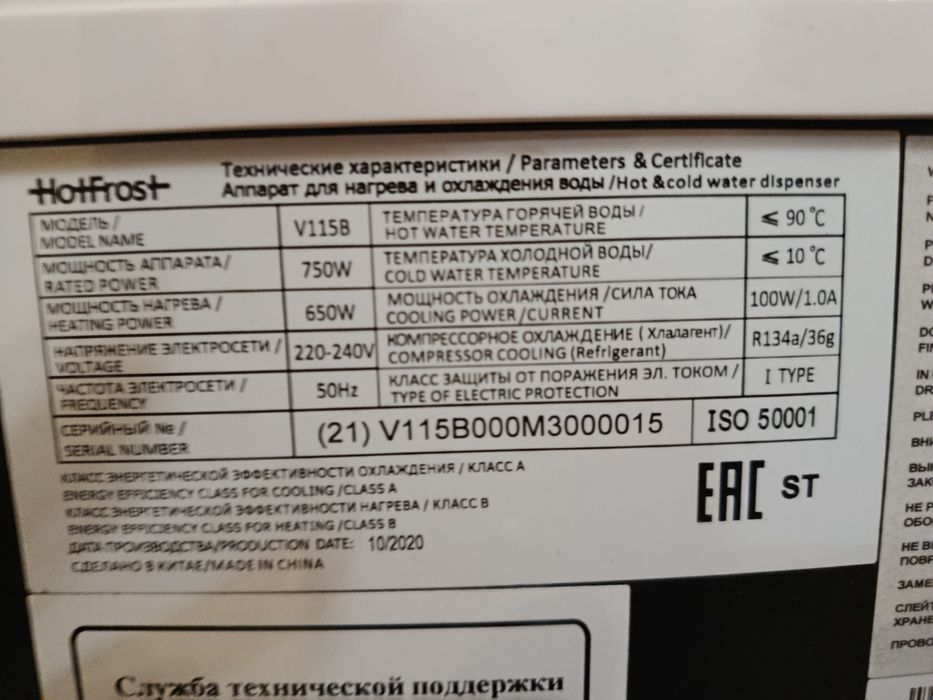 HotFrost
Технические характеристики / Parameters & Certificate
Аппарат для нагрева и охлаждения воды /Hot &cold water dispenser
МОДЕЛЬ /
MODEL NAME
V115B
ТЕМПЕРАТУРА ГОРЯЧЕЙ ВОДЫ /
HOT WATER TEMPERATURE
≤ 90 °C
МОЩНОСТЬ АППАРАТА/
RATED POWER
750W
ТЕМПЕРАТУРА ХОЛОДНОЙ ВОДЫ/
COLD WATER TEMPERATURE
≤ 10 °C
МОЩНОСТЬ НАГРЕВА /
HEATING POWER
650W
МОЩНОСТЬ ОХЛАЖДЕНИЯ /СИЛА ТОКА
COOLING POWER /CURRENT
100W/1.0A
НАПРЯЖЕНИЕ ЭЛЕКТРОСЕТИ /
VOLTAGE
220-240V
КОМПРЕССОРНОЕ ОХЛАЖДЕНИЕ ( Хлалагент)/
COMPRESSOR COOLING (Refrigerant)
R134a/36g
ЧАСТОТА ЭЛЕКТРОСЕТИ /
FREQUENCY
50Hz
КЛАСС ЗАЩИТЫ ОТ ПОРАЖЕНИЯ ЭЛ. ТОКОМ /
TYPE OF ELECTRIC PROTECTION
I TYPE
СЕРИЙНЫЙ № /
SERIAL NUMBER
(21) V115B000M3000015
ISO 50001
КЛАСС ЭНЕРГЕТИЧЕСКОЙ ЭФФЕКТИВНОСТИ ОХЛАЖДЕНИЯ / КЛАСС A
ENERGY EFFICIENCY CLASS FOR COOLING /CLASS A
КЛАСС ЭНЕРГЕТИЧЕСКОЙ ЭФФЕКТИВНОСТИ НАГРЕВА / КЛАСС B
ENERGY EFFICIENCY CLASS FOR HEATING /CLASS B
ДАТА ПРОИЗВОДСТВА/PRODUCTION DATE: 10/2020
СДЕЛАНО В КИТАЕ/MADE IN CHINA
EAC ST
Служба технической поддержки